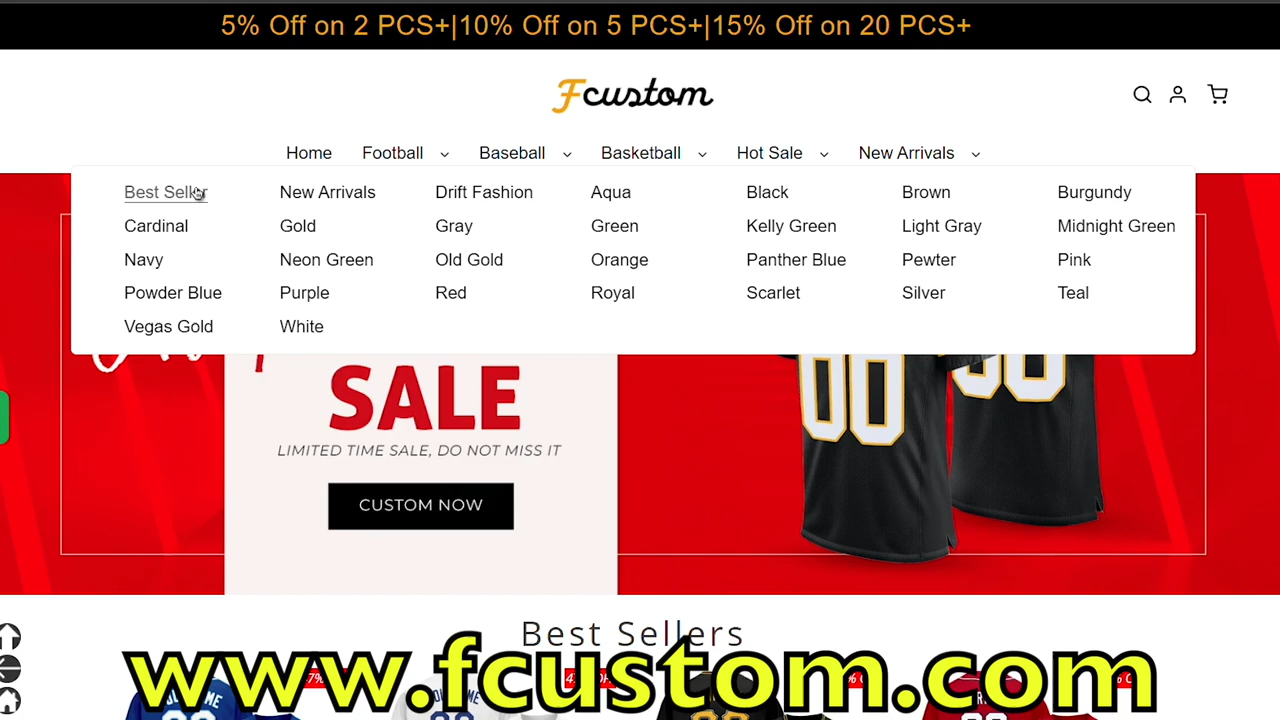 5% Off on 2 PCS+|10% Off on 5 PCS+|15% Off on 20 PCS+
Fcustom
Home Football Baseball Basketball Hot Sale New Arrivals
Best Seller New Arrivals Drift Fashion Aqua Black Brown Burgundy
Cardinal Gold Gray Green Kelly Green Light Gray Midnight Green
Navy Neon Green Old Gold Orange Panther Blue Pewter Pink
Powder Blue Purple Red Royal Scarlet Silver Teal
Vegas Gold White
SALE
LIMITED TIME SALE, DO NOT MISS IT
CUSTOM NOW
00 00
Best Sellers
www.fcustom.com